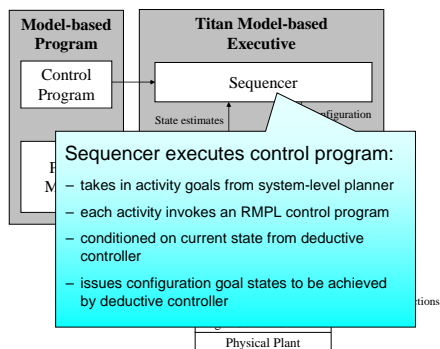 Model-based
Program
Titan Model-based
Executive
Control
Program
Sequencer
State estimates
Sequencer executes control program:
– takes in activity goals from system-level planner
– each activity invokes an RMPL control program
– conditioned on current state from deductive
controller
– issues configuration goal states to be achieved
by deductive controller
Physical Plant